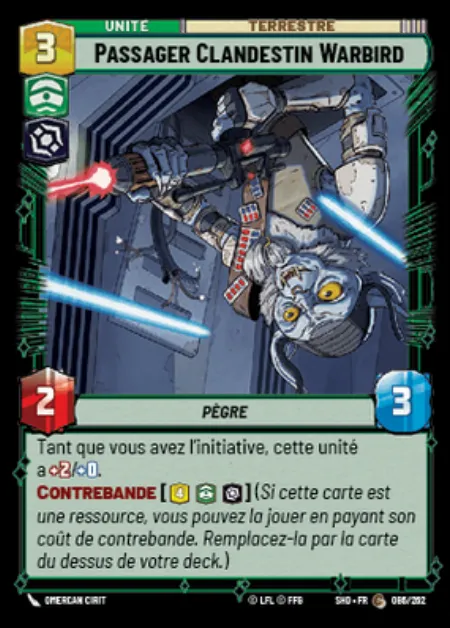 UNITÉ
TERRESTRE
3
PASSAGER CLANDESTIN WARBIRD
2
3
PÈGRE
Tant que vous avez l'initiative, cette unité
a +2/+0.
CONTREBANDE [4] (Si cette carte est
une ressource, vous pouvez la jouer en payant son
coût de contrebande. Remplacez-la par la carte
du dessus de votre deck.)
OMERCAN CIRIT
© LFL © FFG
SHD • FR
C
086/262